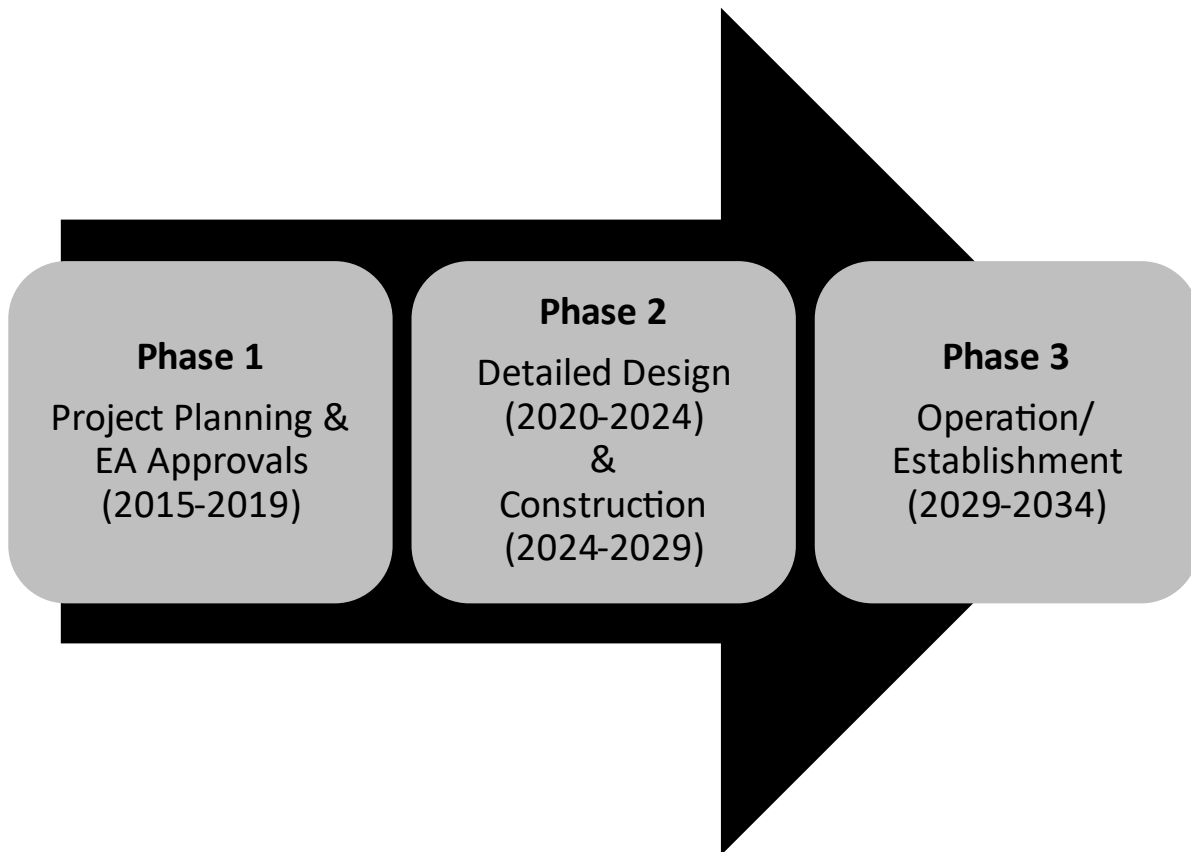 Phase 1
Project Planning &
EA Approvals
(2015-2019)
Phase 2
Detailed Design
(2020-2024)
&
Construction
(2024-2029)
Phase 3
Operation/
Establishment
(2029-2034)